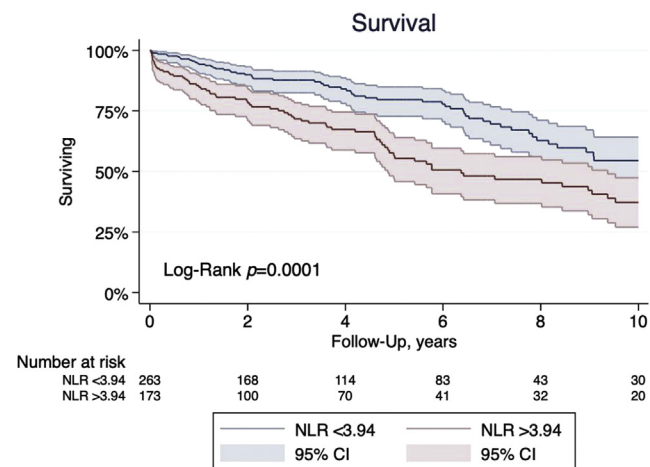 Survival
100%
75%
50%
25%
0%
Surviving
Log-Rank p=0.0001
0 2 4 6 8 10
Follow-Up, years
Number at risk
NLR <3.94 263 168 114 83 43 30
NLR >3.94 173 100 70 41 32 20
NLR <3.94 NLR >3.94
95% CI 95% CI